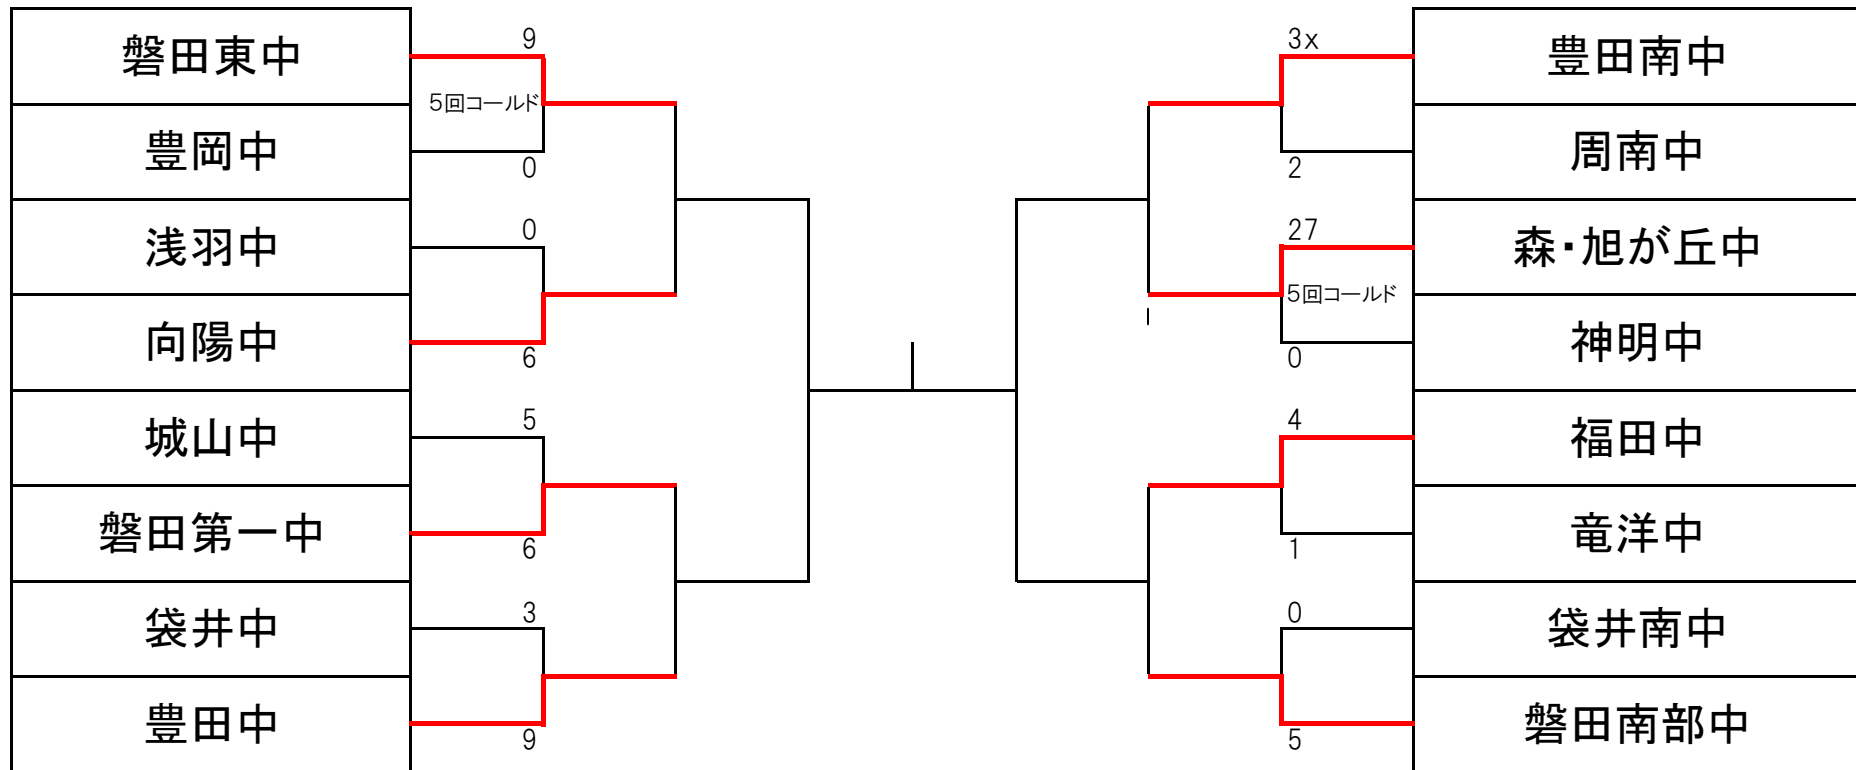 磐田東中
9
5回コールド
豊岡中
0
浅羽中
0
向陽中
6
城山中
5
磐田第一中
6
袋井中
3
豊田中
9
3x
豊田南中
周南中
2
27
森・旭が丘中
5回コールド
神明中
0
4
福田中
竜洋中
1
0
袋井南中
磐田南部中
5